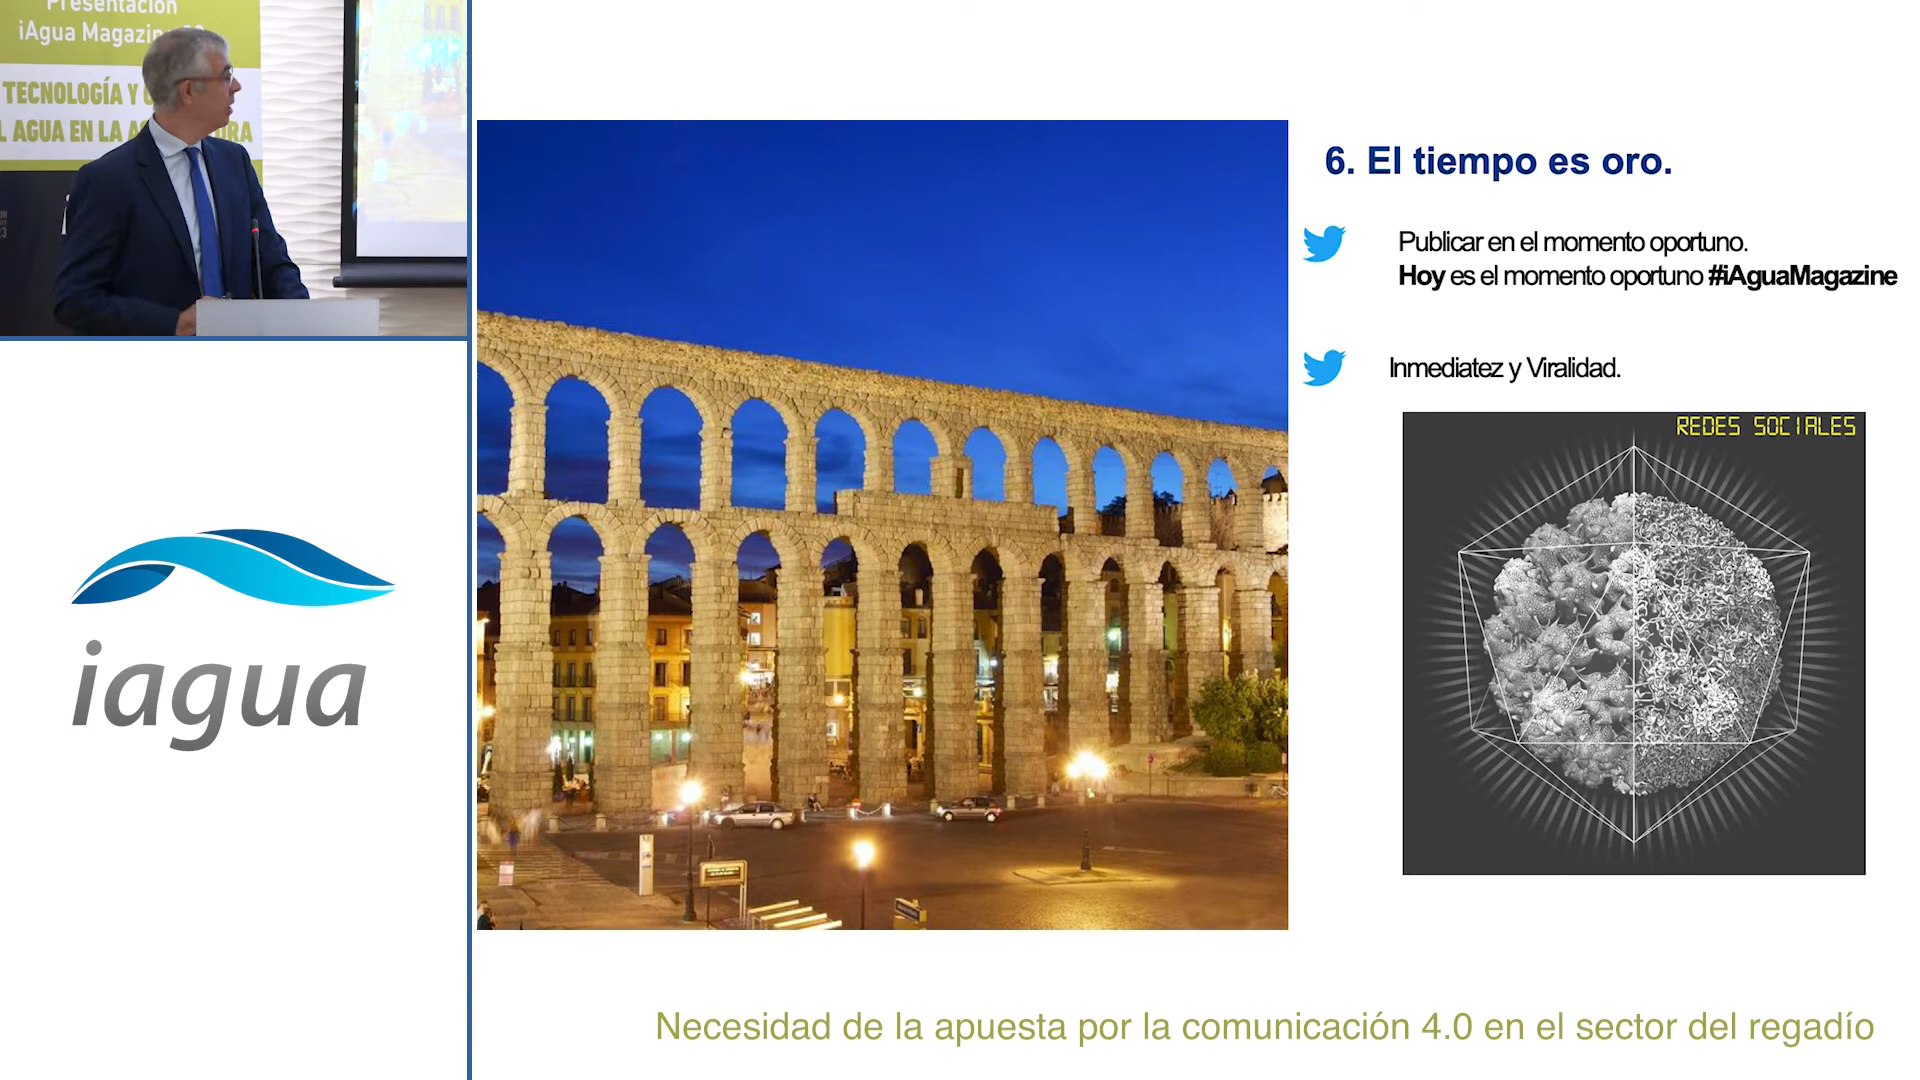 Presentación
iAgua Magazin
TECNOLOGÍA Y
AGUA EN LA
iagua
6. El tiempo es oro.
Publicar en el momento oportuno.
Hoy es el momento oportuno #iAguaMagazine
Inmediatez y Viralidad.
REDES SOCIALES
Necesidad de la apuesta por la comunicación 4.0 en el sector del regadío